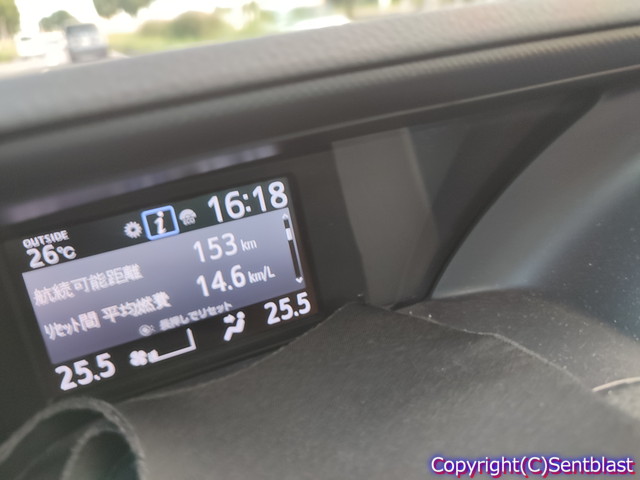 OUTSIDE
26℃
16:18
航続可能距離 153 km
リセット間 平均燃費 14.6 km/L
長押しでリセット
25.5 25.5
Copyright(C)Sentblast